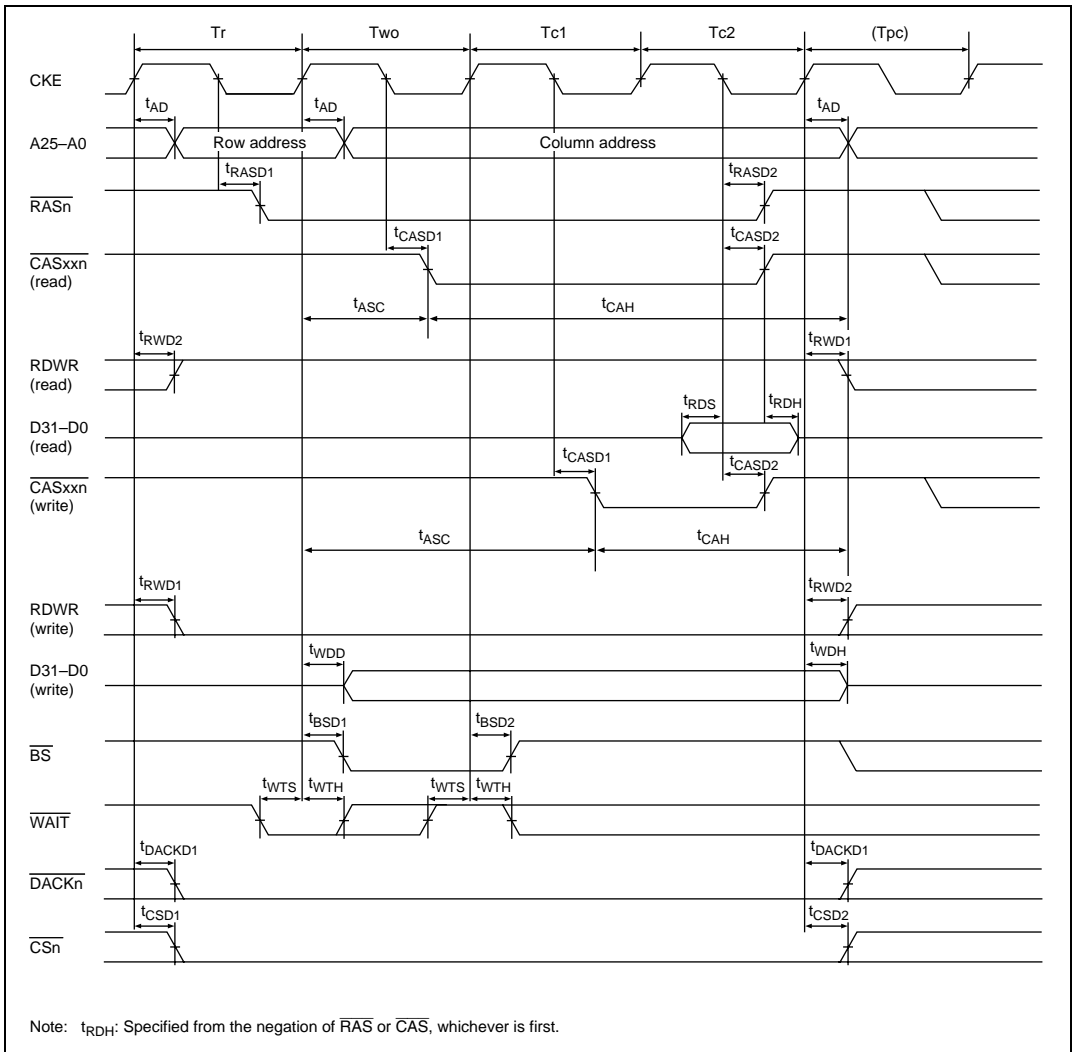 Tr Two Tc1 Tc2 (Tpc)
CKE
tAD tAD tAD
A25–A0 Row address Column address
tRASD1 tRASD2
RASn
tCASD1 tCASD2
CASxxn
(read)
tASC tCAH
tRWD2 tRWD1
RDWR
(read)
tRDS tRDH
D31–D0
(read)
tCASD1 tCASD2
CASxxn
(write)
tASC tCAH
tRWD1 tRWD2
RDWR
(write)
tWDD tWDH
D31–D0
(write)
tBSD1 tBSD2
BS
tWTS tWTH tWTS tWTH
WAIT
tDACKD1 tDACKD1
DACKn
tCSD1 tCSD2
CSn
Note: tRDH: Specified from the negation of RAS or CAS, whichever is first.